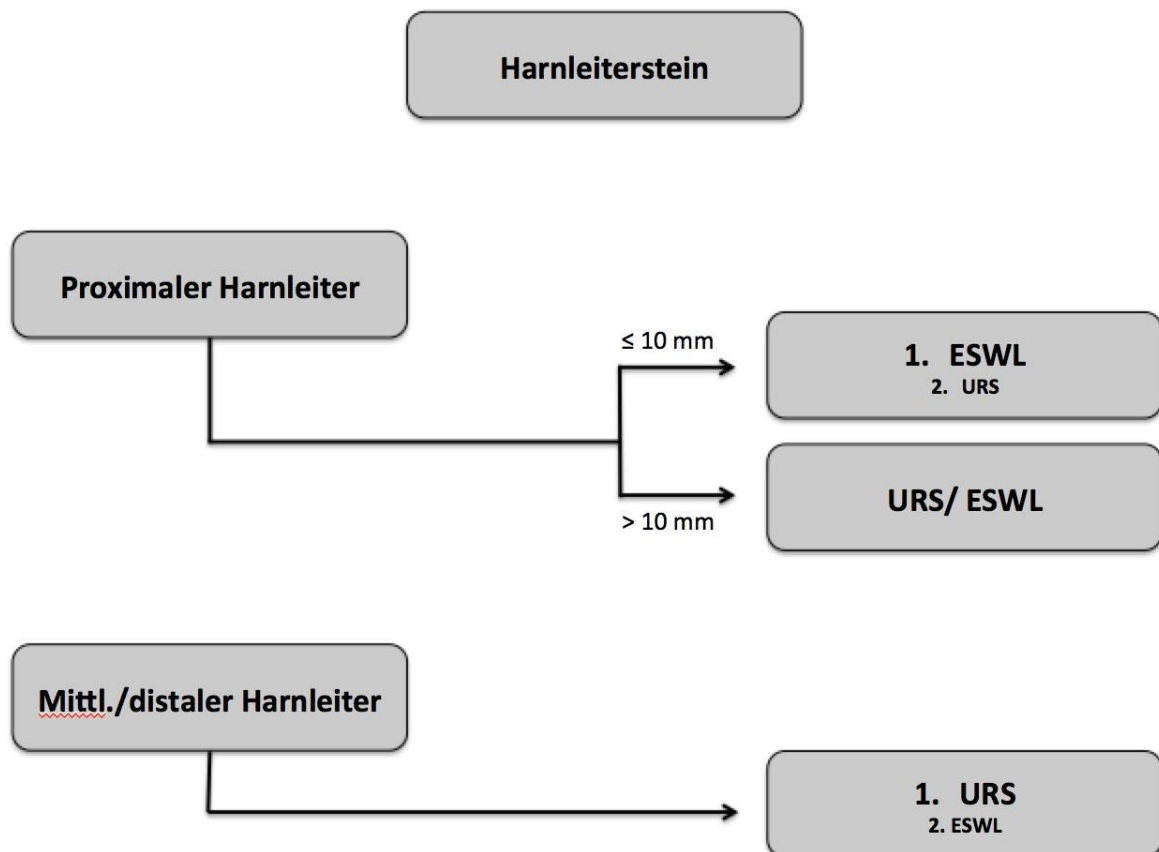 Harnleiterstein
Proximaler Harnleiter
≤ 10 mm
1. ESWL
2. URS
> 10 mm
URS/ ESWL
Mittl./distaler Harnleiter
1. URS
2. ESWL